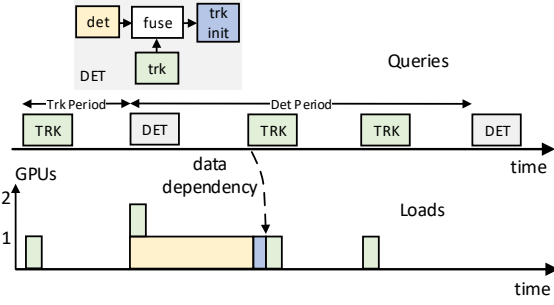 det
fuse
trk
init
trk
DET
Queries
Trk Period
Det Period
TRK
DET
TRK
TRK
DET
time
GPUs
data
dependency
Loads
2
1
time